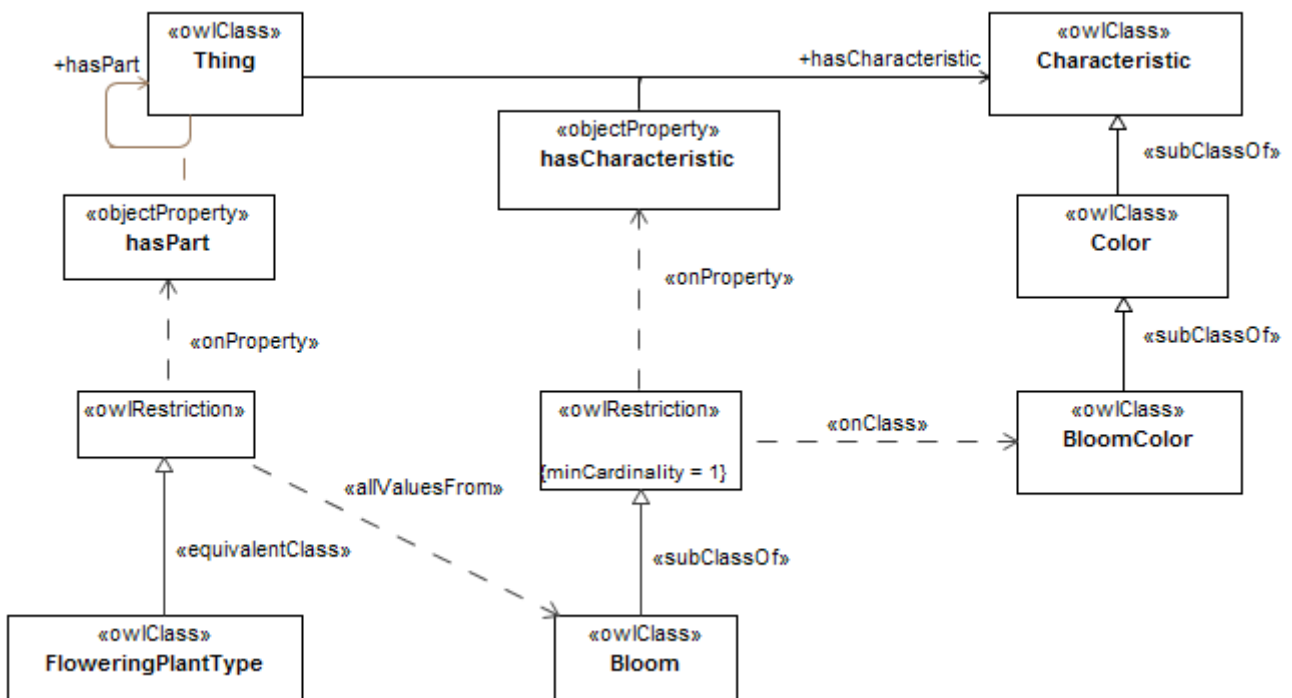 «owlClass»
Thing
+hasPart
+hasCharacteristic
«owlClass»
Characteristic
«objectProperty»
hasCharacteristic
«subClassOf»
«objectProperty»
hasPart
«owlClass»
Color
«onProperty»
«onProperty»
«subClassOf»
«owlRestriction»
«owlRestriction»
{minCardinality = 1}
«onClass»
«owlClass»
BloomColor
«allValuesFrom»
«equivalentClass»
«subClassOf»
«owlClass»
FloweringPlantType
«owlClass»
Bloom